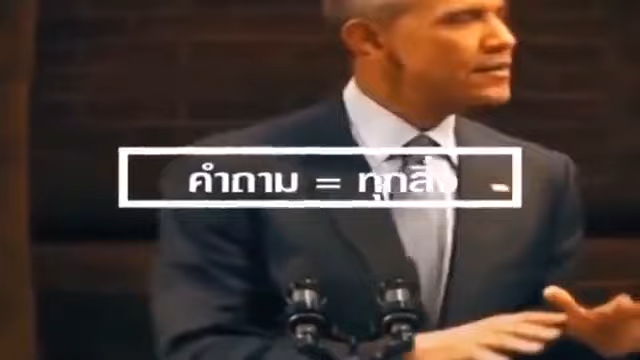 คำถาม = ทุกสิ่ง